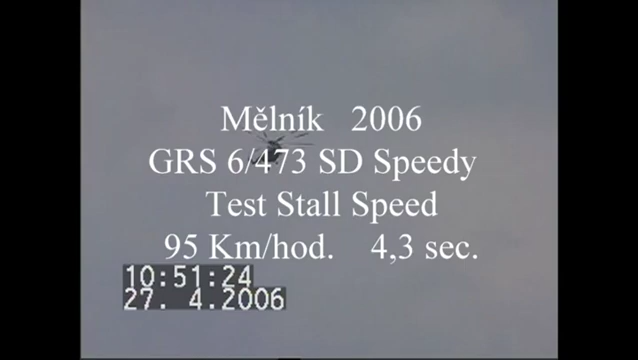 Mělník 2006
GRS 6/473 SD Speedy
Test Stall Speed
95 Km/hod. 4,3 sec.
10:51:24
27. 4.2006